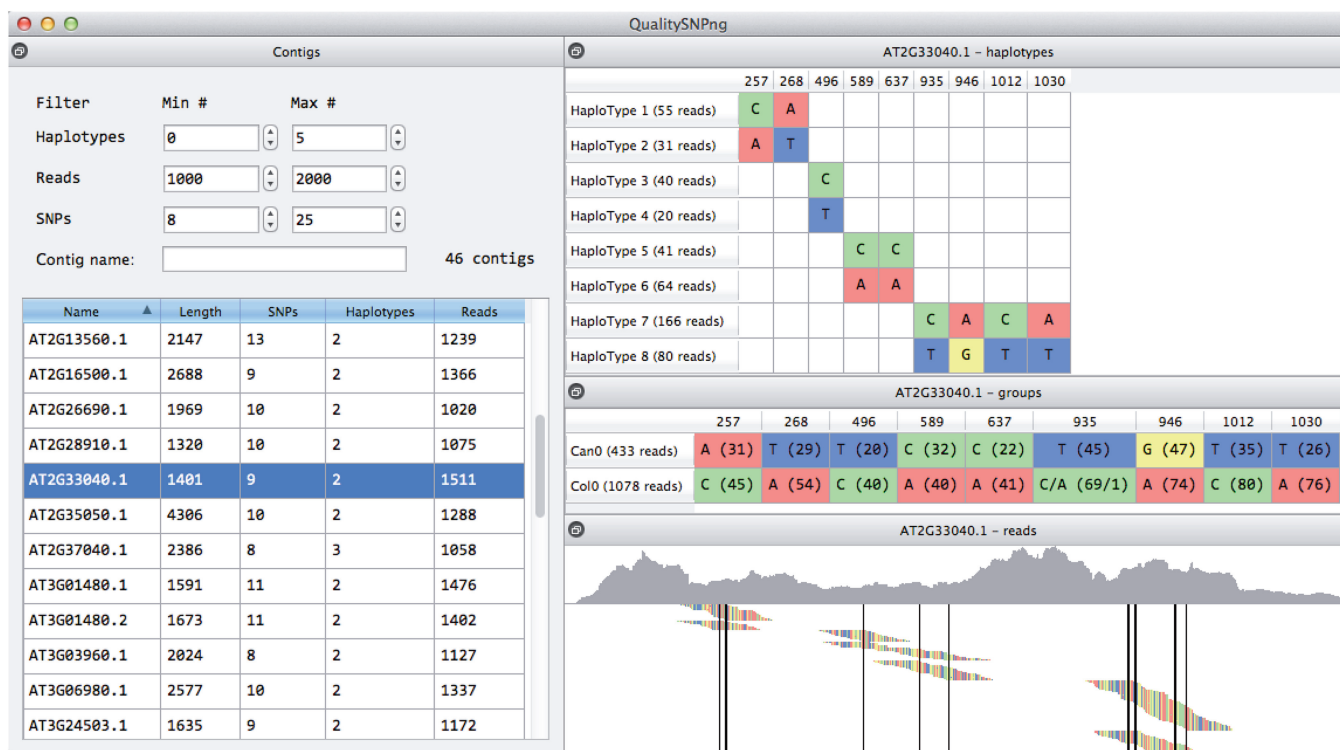 QualitySNPng
Contigs
Filter Min # Max #
Haplotypes 0 5
Reads 1000 2000
SNPs 8 25
Contig name: 46 contigs
Name Length SNPs Haplotypes Reads
AT2G13560.1 2147 13 2 1239
AT2G16500.1 2688 9 2 1366
AT2G26690.1 1969 10 2 1020
AT2G28910.1 1320 10 2 1075
AT2G33040.1 1401 9 2 1511
AT2G35050.1 4306 10 2 1288
AT2G37040.1 2386 8 3 1058
AT3G01480.1 1591 11 2 1476
AT3G01480.2 1673 11 2 1402
AT3G03960.1 2024 8 2 1127
AT3G06980.1 2577 10 2 1337
AT3G24503.1 1635 9 2 1172
AT2G33040.1 – haplotypes
257 268 496 589 637 935 946 1012 1030
HaploType 1 (55 reads) C A
HaploType 2 (31 reads) A T
HaploType 3 (40 reads) C
HaploType 4 (20 reads) T
HaploType 5 (41 reads) C C
HaploType 6 (64 reads) A A
HaploType 7 (166 reads) C A C A
HaploType 8 (80 reads) T G T T
AT2G33040.1 – groups
257 268 496 589 637 935 946 1012 1030
Can0 (433 reads) A (31) T (29) T (20) C (32) C (22) T (45) G (47) T (35) T (26)
Col0 (1078 reads) C (45) A (54) C (40) A (40) A (41) C/A (69/1) A (74) C (80) A (76)
AT2G33040.1 – reads